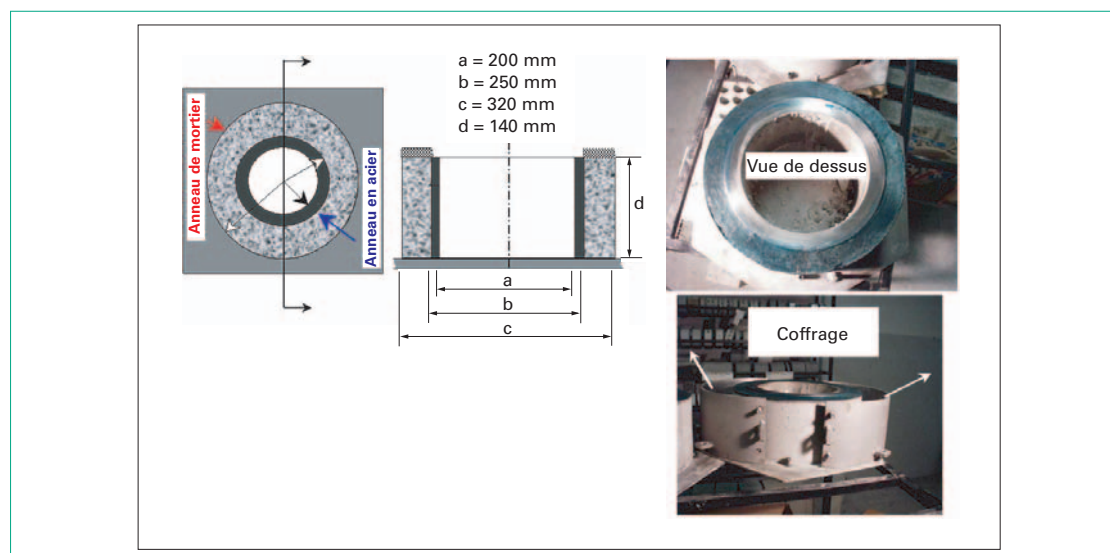 Anneau de mortier
Anneau en acier
a = 200 mm
b = 250 mm
c = 320 mm
d = 140 mm
d
a
b
c
Vue de dessus
Coffrage